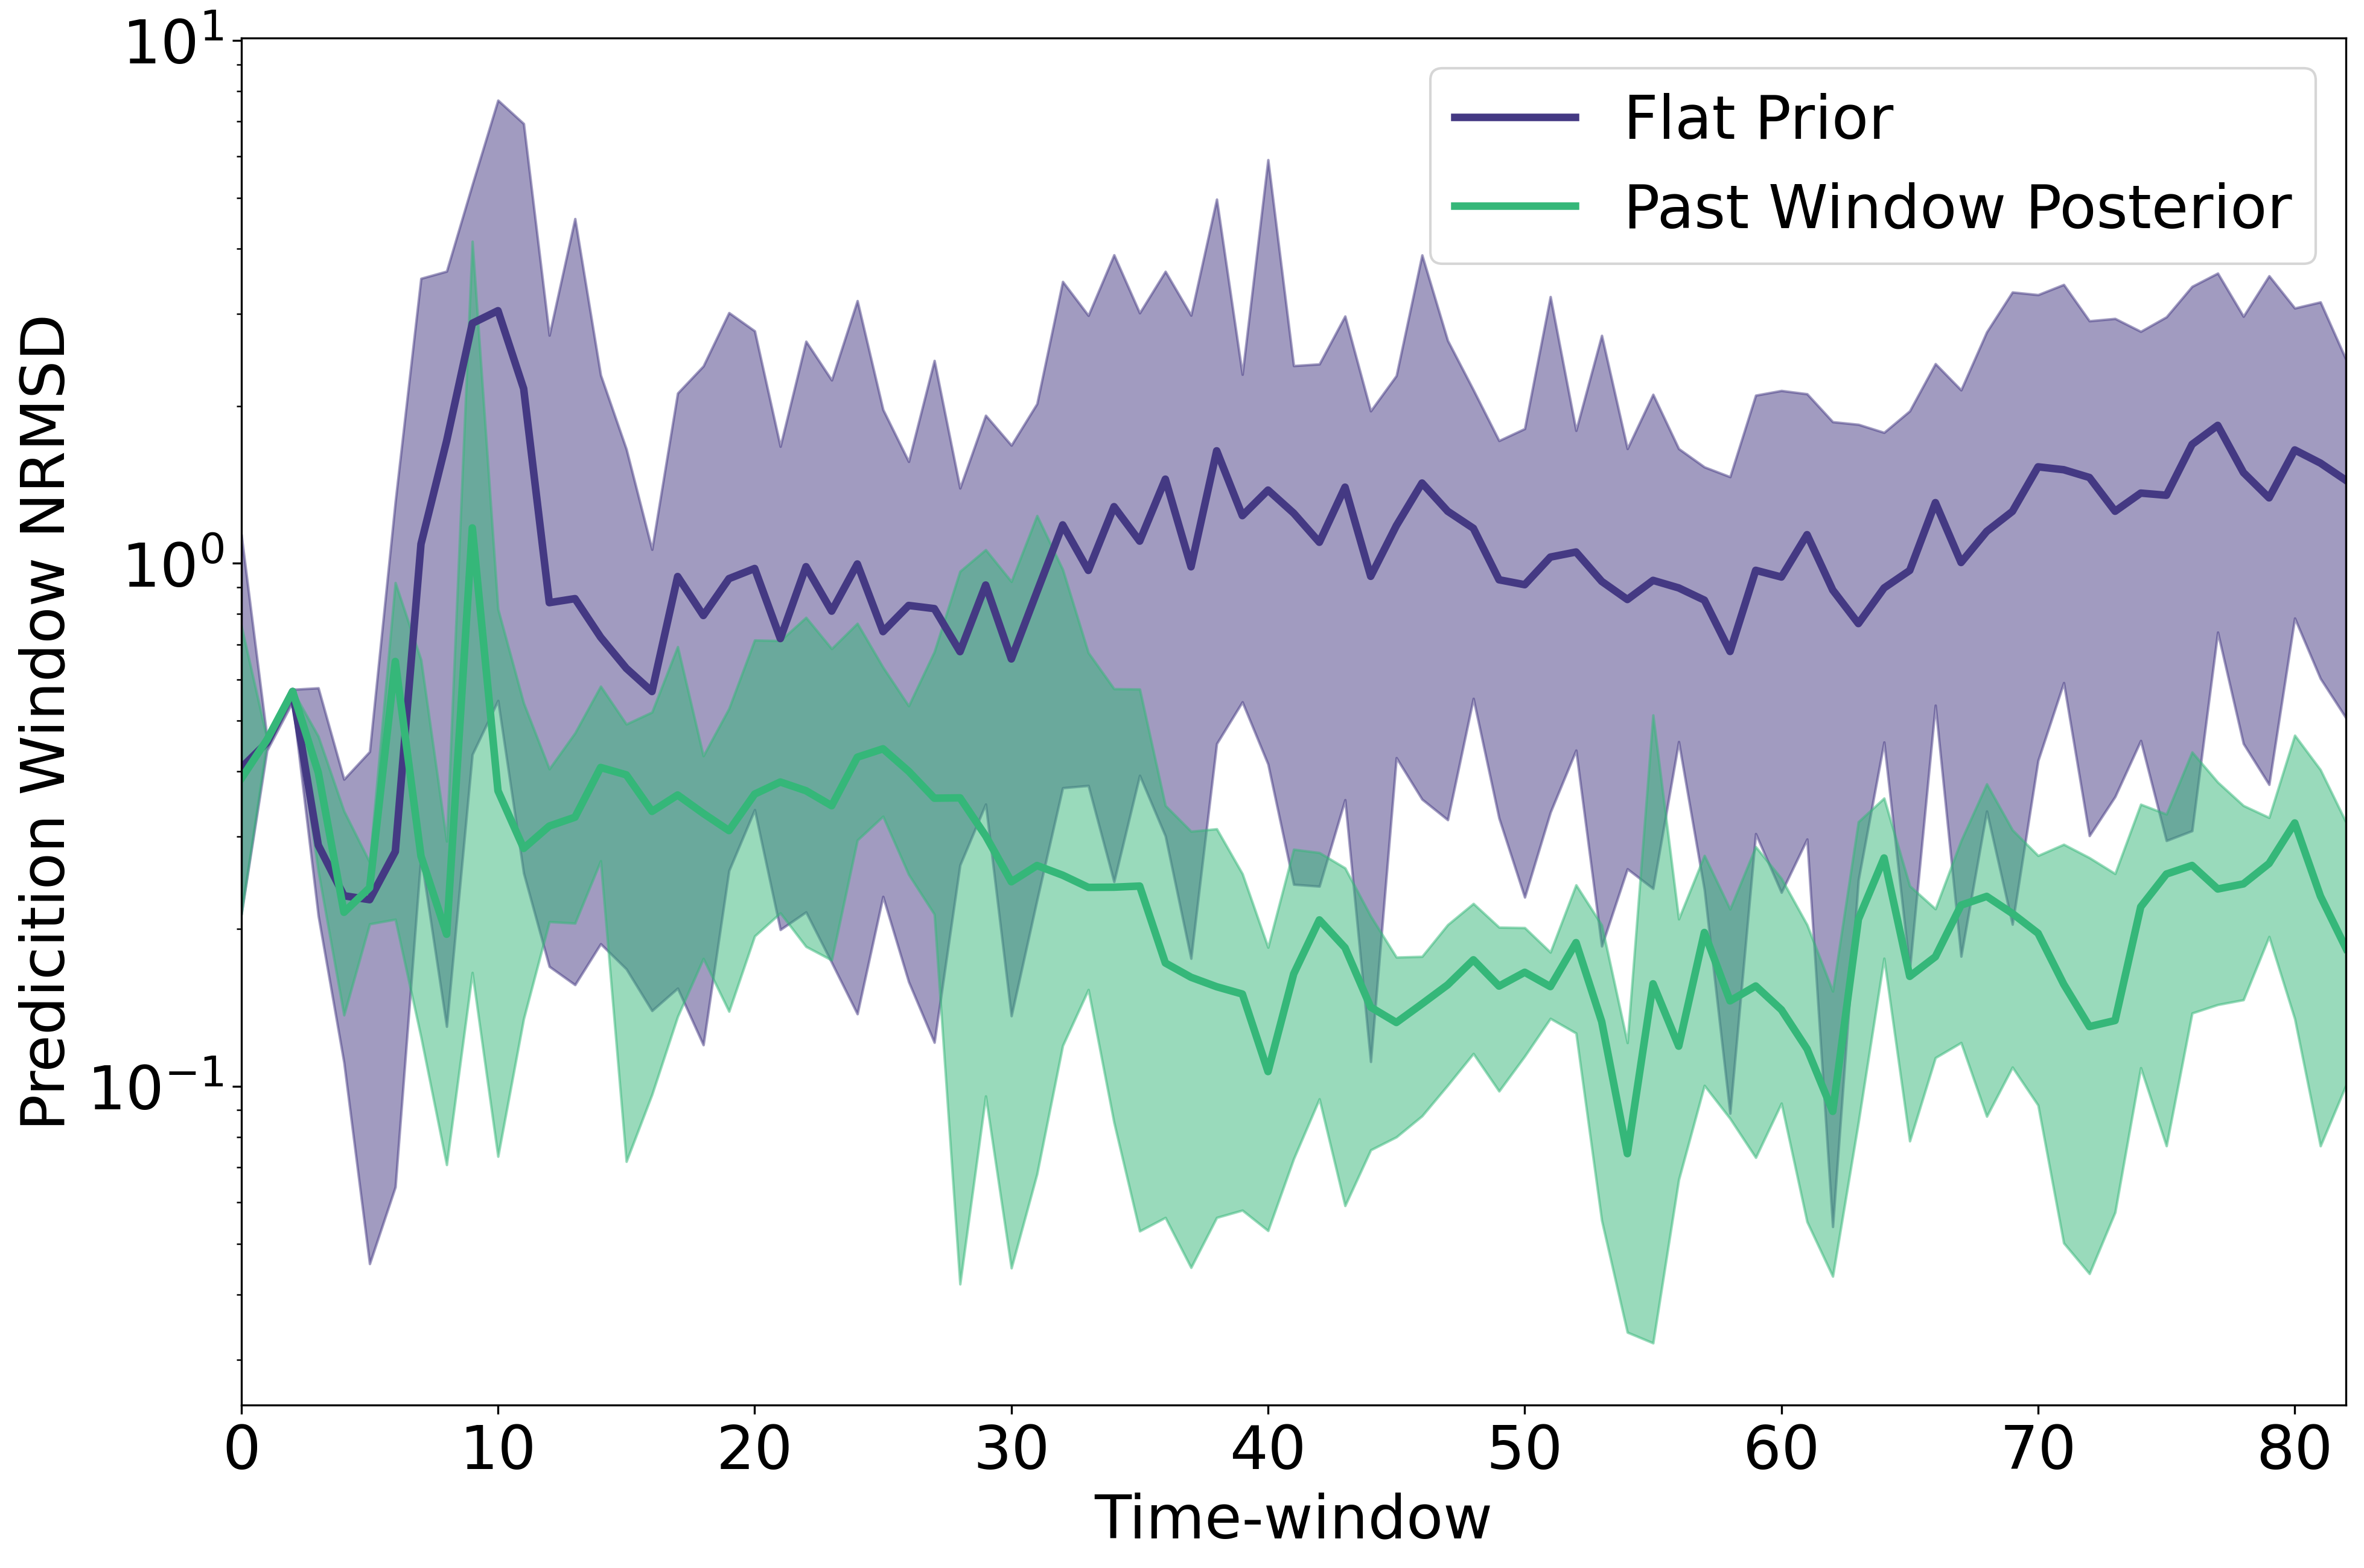 Flat Prior
Past Window Posterior
Predicition Window NRMSD
10¹
10⁰
10⁻¹
0 10 20 30 40 50 60 70 80
Time-window